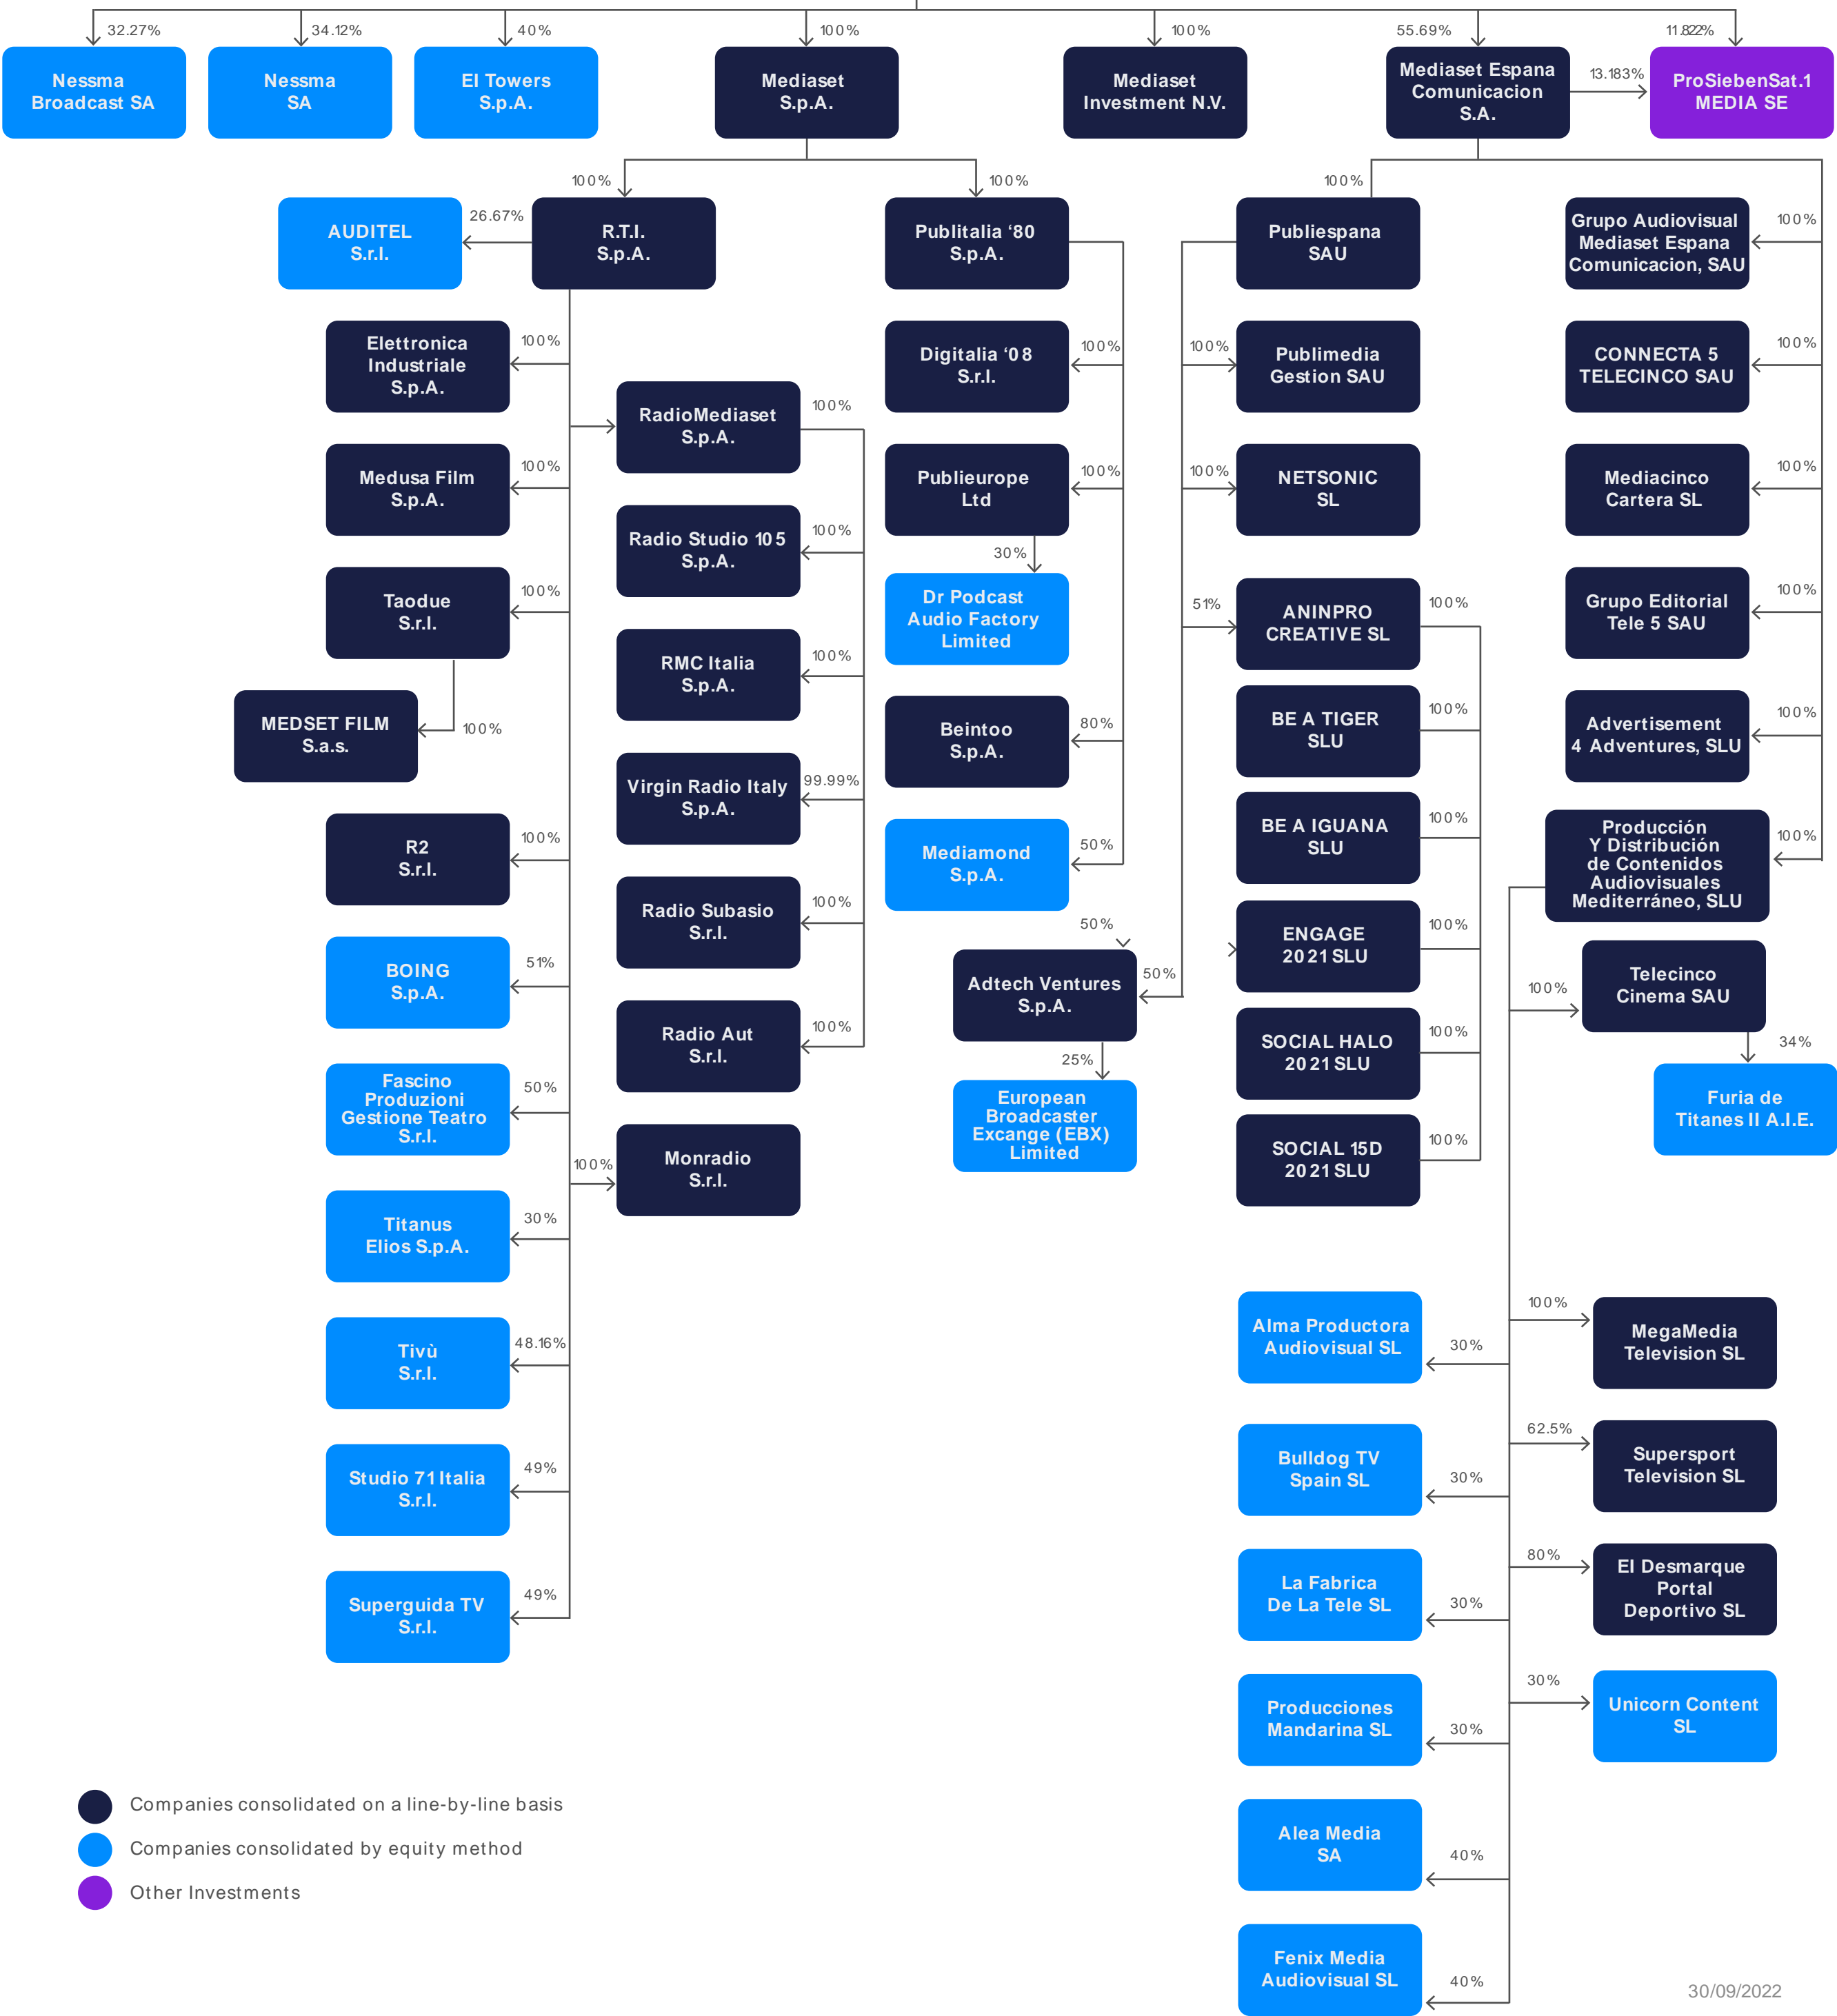 32.27%
34.12%
40%
100%
100%
55.69%
Nessma
Broadcast SA
Nessma
SA
EI Towers
S.p.A.
Mediaset
S.p.A.
Mediaset
Investment N.V.
Mediaset Espana
Comunicacion
S.A.
13.183%
ProSiebenSat.1
MEDIA SE
100%
100%
100%
AUDITEL
S.r.l.
26.67%
R.T.I.
S.p.A.
Publitalia ‘80
S.p.A.
Publiespana
SAU
Grupo Audiovisual
Mediaset Espana
Comunicacion, SAU
100%
Elettronica
Industriale
S.p.A.
100%
RadioMediaset
S.p.A.
100%
Digitalia ‘08
S.r.l.
100%
100%
Publimedia
Gestion SAU
CONNECTA 5
TELECINCO SAU
100%
Medusa Film
S.p.A.
100%
Radio Studio 105
S.p.A.
100%
Publieurope
Ltd
100%
30%
100%
NETSONIC
SL
Mediacinco
Cartera SL
100%
Taodue
S.r.l.
100%
RMC Italia
S.p.A.
100%
Dr Podcast
Audio Factory
Limited
51%
ANINPRO
CREATIVE SL
100%
Grupo Editorial
Tele 5 SAU
100%
MEDSET FILM
S.a.s.
100%
Virgin Radio Italy
S.p.A.
99.99%
Beintoo
S.p.A.
80%
BE A TIGER
SLU
100%
Advertisement
4 Adventures, SLU
100%
R2
S.r.l.
100%
Radio Subasio
S.r.l.
100%
Mediamond
S.p.A.
50%
BE A IGUANA
SLU
100%
Producción
Y Distribución
de Contenidos
Audiovisuales
Mediterráneo, SLU
100%
BOING
S.p.A.
51%
Radio Aut
S.r.l.
100%
50%
Adtech Ventures
S.p.A.
50%
25%
ENGAGE
2021 SLU
100%
Telecinco
Cinema SAU
100%
34%
Fascino
Produzioni
Gestione Teatro
S.r.l.
50%
100%
Monradio
S.r.l.
European
Broadcaster
Excange (EBX)
Limited
SOCIAL HALO
2021 SLU
100%
SOCIAL 15D
2021 SLU
100%
Furia de
Titanes II A.I.E.
Titanus
Elios S.p.A.
30%
Tivù
S.r.l.
48.16%
Alma Productora
Audiovisual SL
30%
100%
MegaMedia
Television SL
Studio 71 Italia
S.r.l.
49%
Bulldog TV
Spain SL
30%
62.5%
Supersport
Television SL
Superguida TV
S.r.l.
49%
La Fabrica
De La Tele SL
30%
80%
El Desmarque
Portal
Deportivo SL
Producciones
Mandarina SL
30%
30%
Unicorn Content
SL
Companies consolidated on a line-by-line basis
Companies consolidated by equity method
Other Investments
Alea Media
SA
40%
Fenix Media
Audiovisual SL
40%
30/09/2022